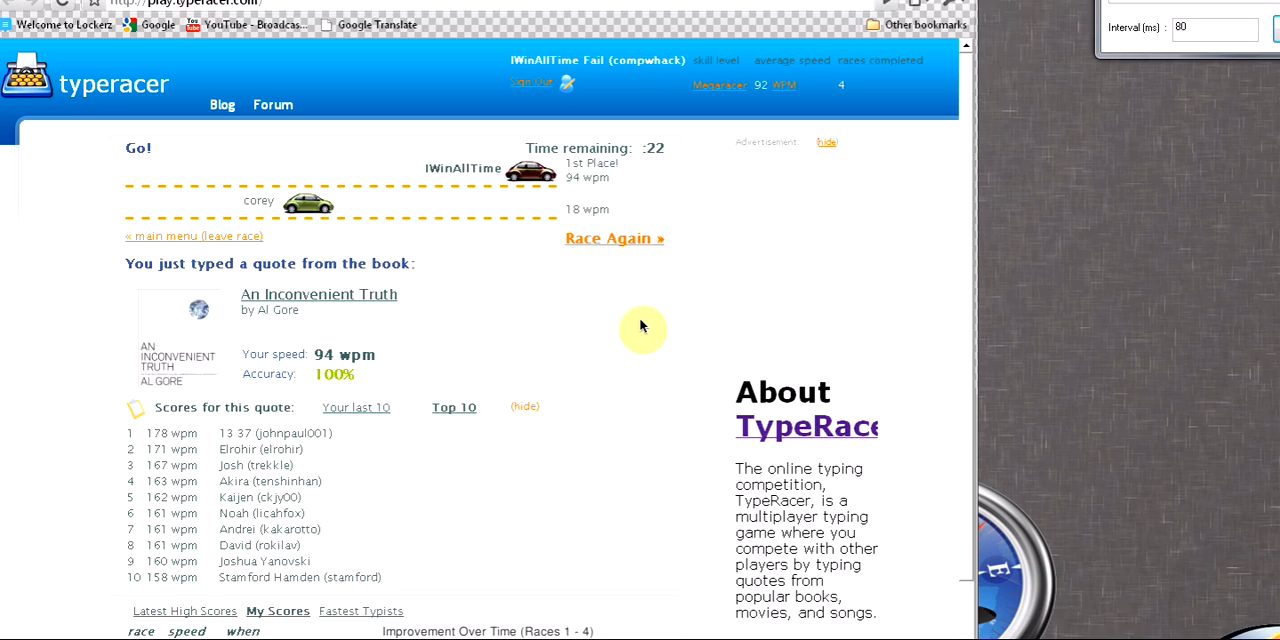 http://play.typeracer.com/
Welcome to Lockerz
Google
YouTube - Broadcas...
Google Translate
Other bookmarks
Interval (ms) : 80
typeracer
Blog
Forum
IWinAllTime Fail (compwhack)
Sign Out
skill level average speed races completed
Megaracer 92 WPM 4
Go!
Time remaining: :22
IWinAllTime
1st Place!
94 wpm
corey
18 wpm
« main menu (leave race)
Race Again »
You just typed a quote from the book:
An Inconvenient Truth
by Al Gore
AN
INCONVENIENT
TRUTH
AL GORE
Your speed: 94 wpm
Accuracy: 100%
Scores for this quote: Your last 10 Top 10 (hide)
1 178 wpm 13 37 (johnpaul001)
2 171 wpm Elrohir (elrohir)
3 167 wpm Josh (trekkle)
4 163 wpm Akira (tenshinhan)
5 162 wpm Kaijen (ckjy00)
6 161 wpm Noah (licahfox)
7 161 wpm Andrei (kakarotto)
8 161 wpm David (rokilav)
9 160 wpm Joshua Yanovski
10 158 wpm Stamford Hamden (stamford)
Latest High Scores My Scores Fastest Typists
race speed when
Improvement Over Time (Races 1 - 4)
Advertisement: (hide)
About
TypeRace
The online typing
competition,
TypeRacer, is a
multiplayer typing
game where you
compete with other
players by typing
quotes from
popular books,
movies, and songs.
E